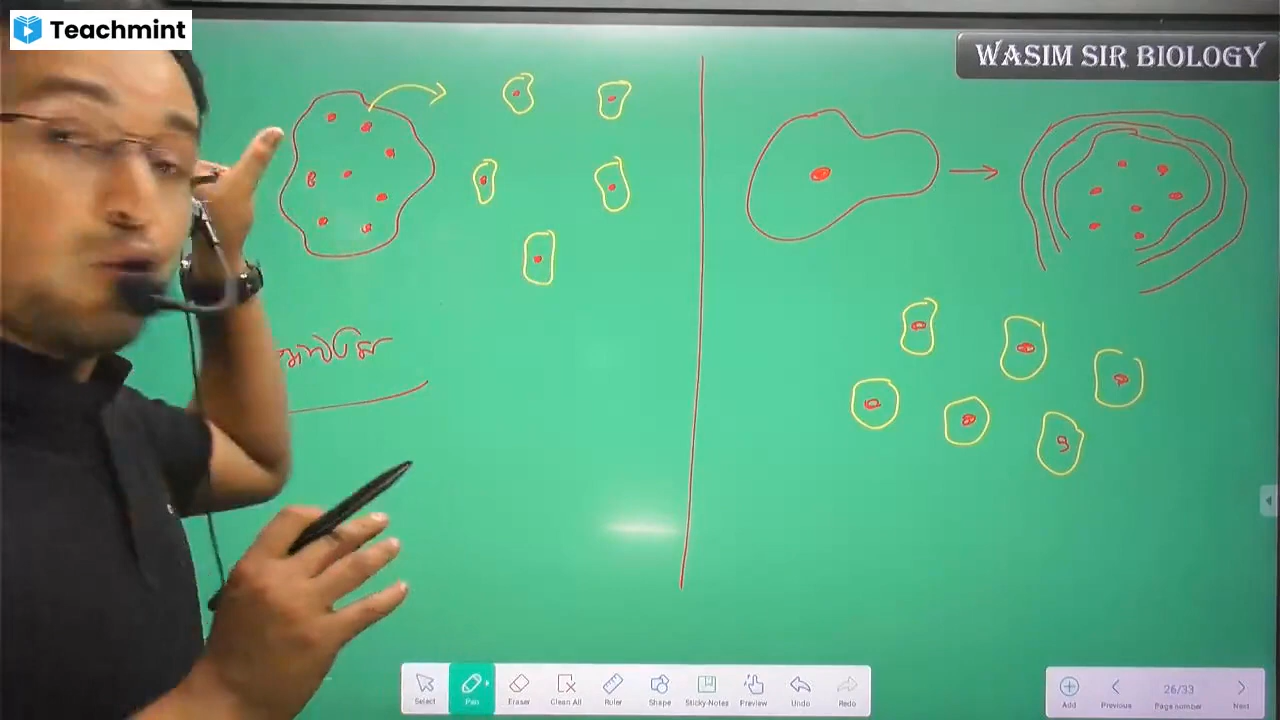 Teachmint
WASIM SIR BIOLOGY
Select
Pen
Eraser
Clean All
Ruler
Shape
Sticky-Notes
Preview
Undo
Redo
Add
Previous
26/33
Page number
Next